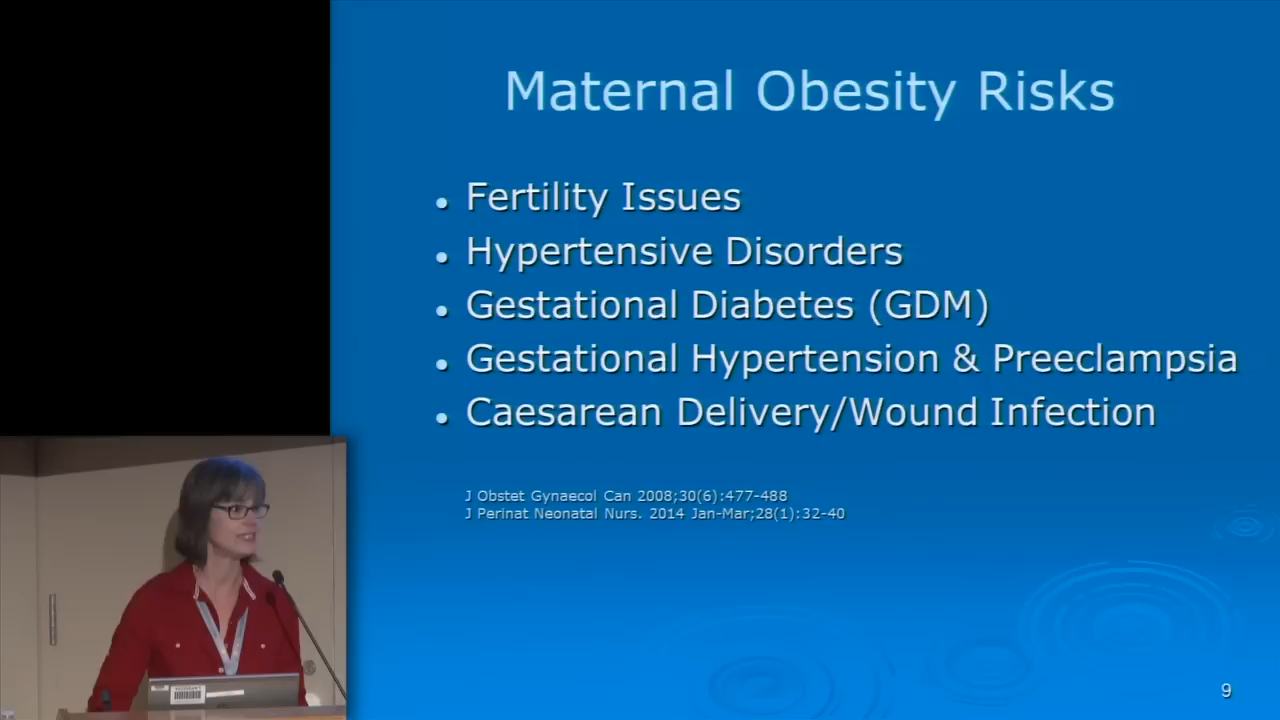 Maternal Obesity Risks
• Fertility Issues
• Hypertensive Disorders
• Gestational Diabetes (GDM)
• Gestational Hypertension & Preeclampsia
• Caesarean Delivery/Wound Infection
J Obstet Gynaecol Can 2008;30(6):477-488
J Perinat Neonatal Nurs. 2014 Jan-Mar;28(1):32-40
9